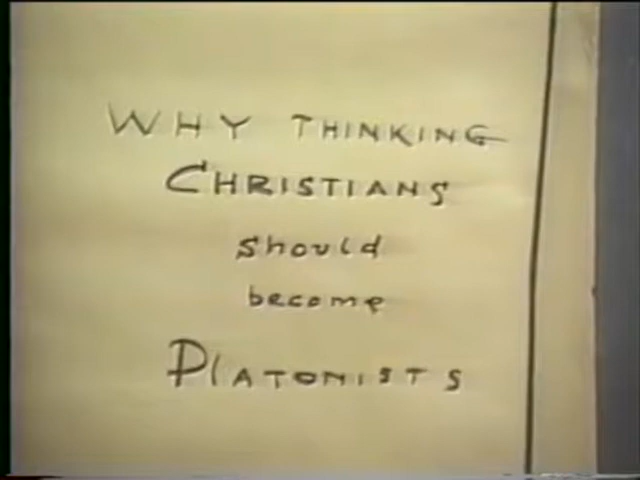 WHY THINKING
CHRISTIANS
should
become
PLATONISTS